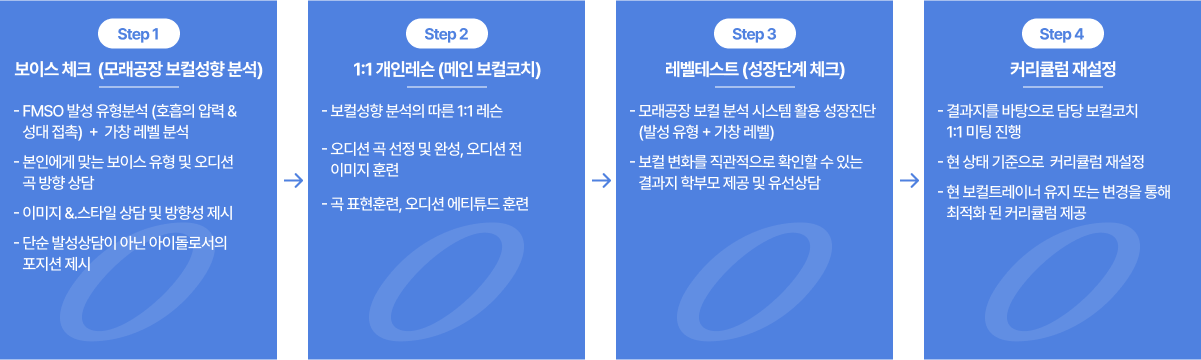 Step 1
보이스 체크 (모래공장 보컬성향 분석)
- FMSO 발성 유형분석 (호흡의 압력 &
성대 접촉) + 가창 레벨 분석
- 본인에게 맞는 보이스 유형 및 오디션
곡 방향 상담
- 이미지 &.스타일 상담 및 방향성 제시
- 단순 발성상담이 아닌 아이돌로서의
포지션 제시
Step 2
1:1 개인레슨 (메인 보컬코치)
- 보컬성향 분석의 따른 1:1 레슨
- 오디션 곡 선정 및 완성, 오디션 전
이미지 훈련
- 곡 표현훈련, 오디션 에티튜드 훈련
Step 3
레벨테스트 (성장단계 체크)
- 모래공장 보컬 분석 시스템 활용 성장진단
(발성 유형 + 가창 레벨)
- 보컬 변화를 직관적으로 확인할 수 있는
결과지 학부모 제공 및 유선상담
Step 4
커리큘럼 재설정
- 결과지를 바탕으로 담당 보컬코치
1:1 미팅 진행
- 현 상태 기준으로 커리큘럼 재설정
- 현 보컬트레이너 유지 또는 변경을 통해
최적화 된 커리큘럼 제공